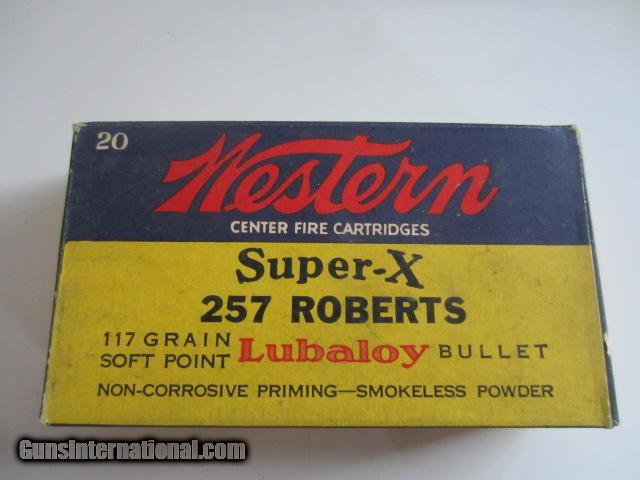 20
Western
CENTER FIRE CARTRIDGES
Super-X
257 ROBERTS
117 GRAIN
SOFT POINT Lubaloy BULLET
NON-CORROSIVE PRIMING—SMOKELESS POWDER
GunsInternational.com